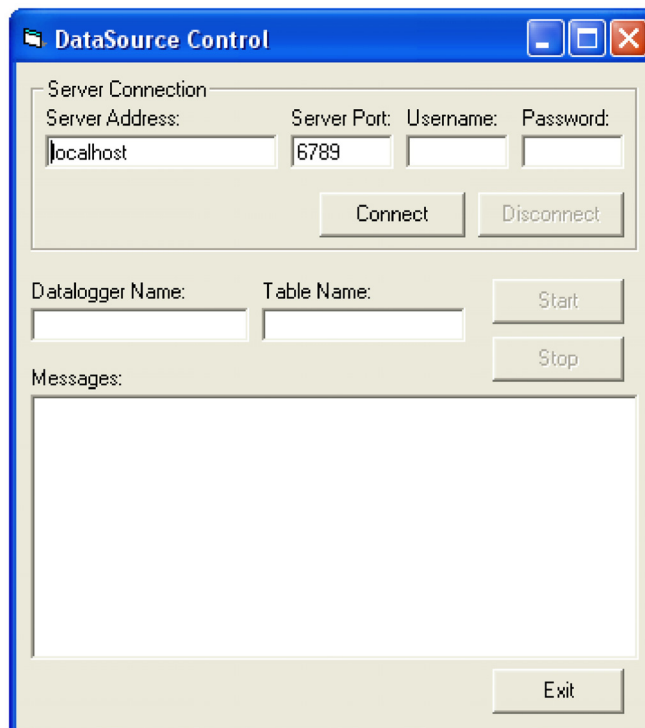 DataSource Control
Server Connection
Server Address: Server Port: Username: Password:
localhost 6789
Connect Disconnect
Datalogger Name: Table Name:
Start
Stop
Messages:
Exit